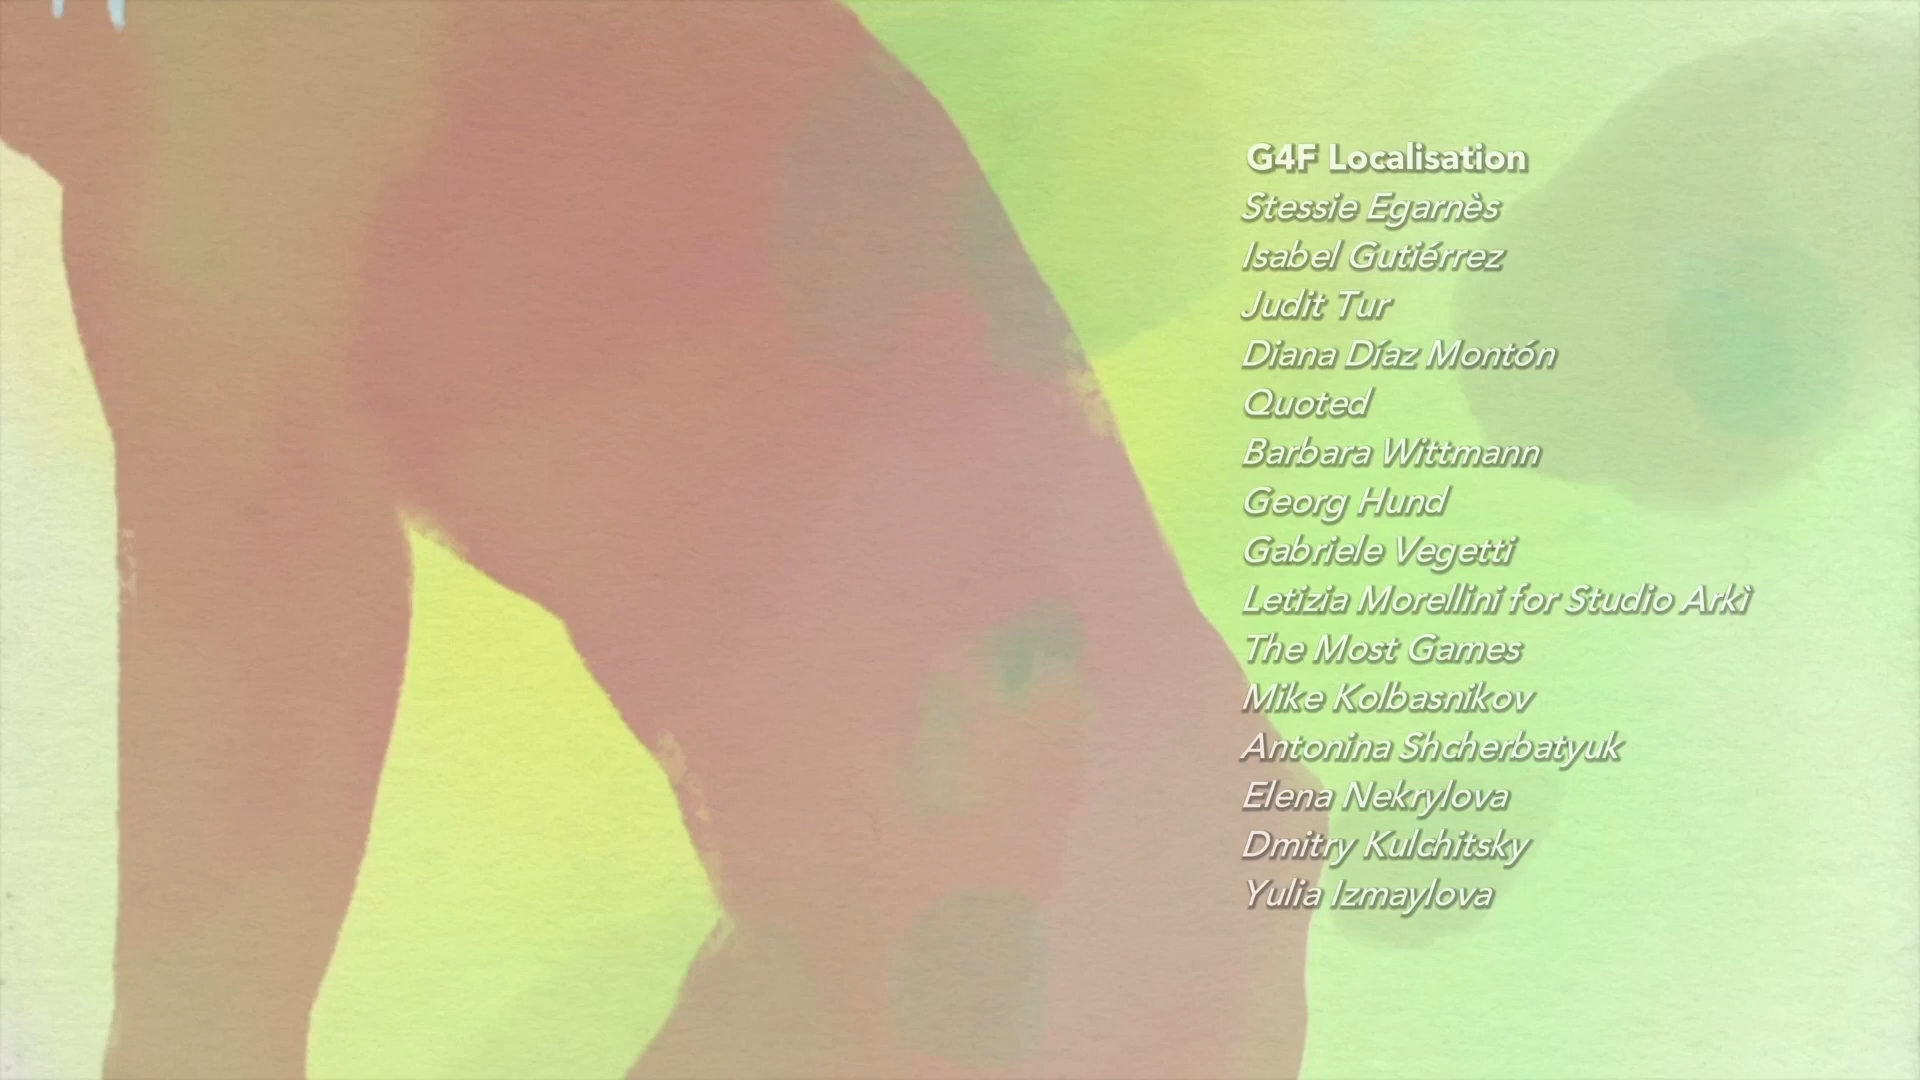 G4F Localisation
Stessie Egarnès
Isabel Gutiérrez
Judit Tur
Diana Díaz Montón
Quoted
Barbara Wittmann
Georg Hund
Gabriele Vegetti
Letizia Morellini for Studio Arkì
The Most Games
Mike Kolbasnikov
Antonina Shcherbatyuk
Elena Nekrylova
Dmitry Kulchitsky
Yulia Izmaylova